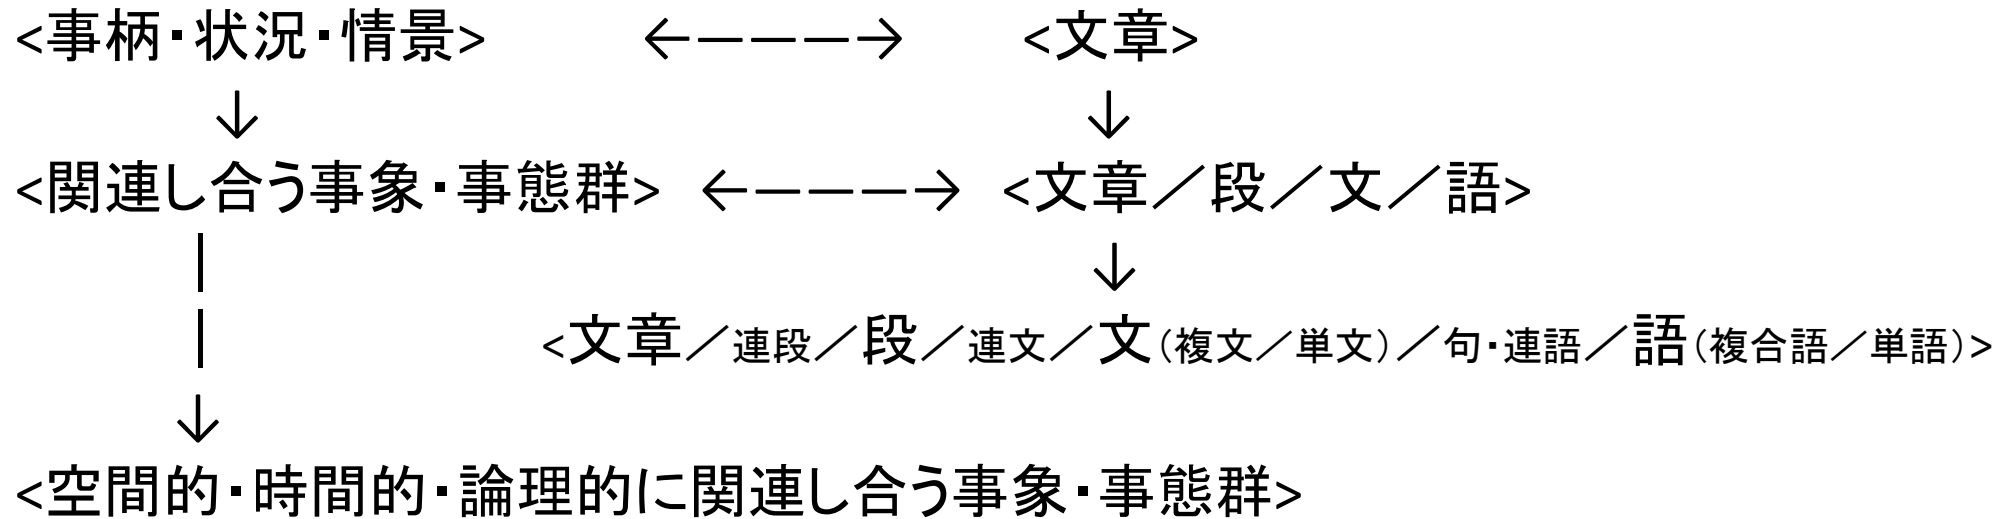 <事柄・状況・情景> ←―――→ <文章>
↓ ↓
<関連し合う事象・事態群> ←―――→ <文章／段／文／語>
｜ ↓
｜ <文章／連段／段／連文／文(複文／単文)／句・連語／語(複合語／単語)>
↓
<空間的・時間的・論理的に関連し合う事象・事態群>